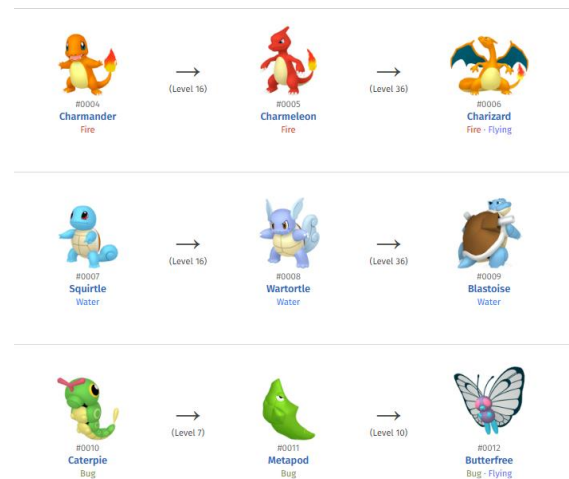 #0004
Charmander
Fire
(Level 16)
#0005
Charmeleon
Fire
(Level 36)
#0006
Charizard
Fire · Flying
#0007
Squirtle
Water
(Level 16)
#0008
Wartortle
Water
(Level 36)
#0009
Blastoise
Water
#0010
Caterpie
Bug
(Level 7)
#0011
Metapod
Bug
(Level 10)
#0012
Butterfree
Bug · Flying